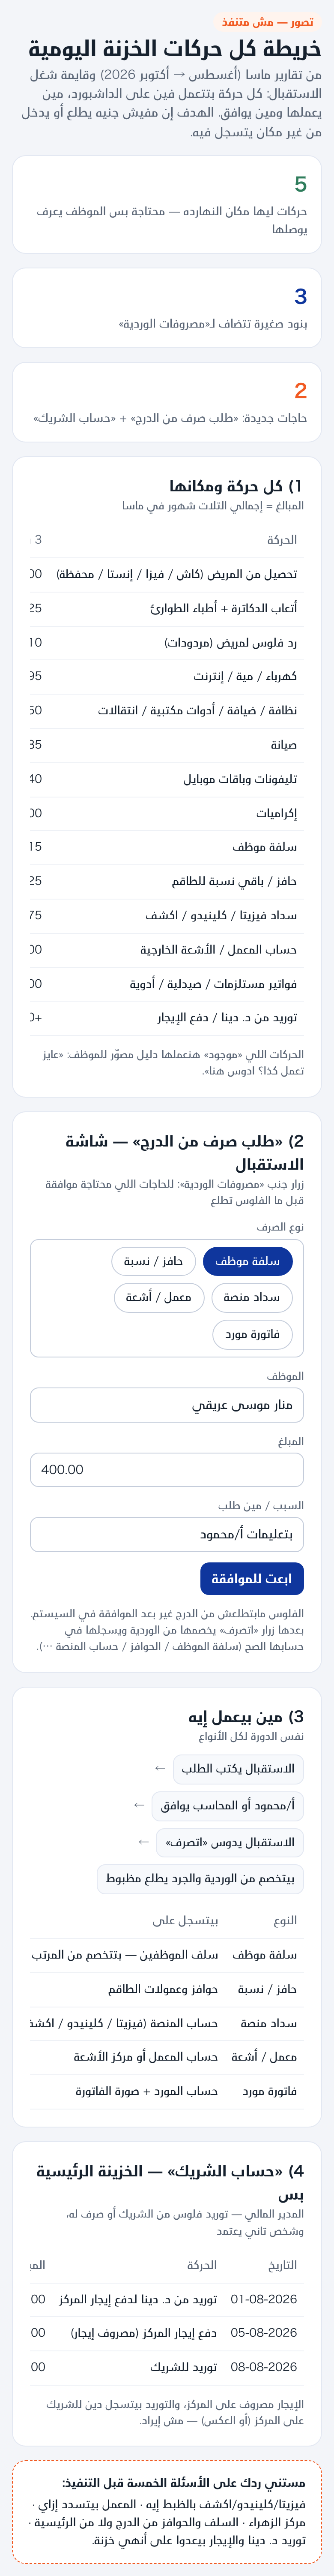 تصور — مش متنفذ
خريطة كل حركات الخزنة اليومية
من تقارير ماسا (أغسطس → أكتوبر 2026) وقايمة شغل
الاستقبال: كل حركة بتتعمل فين على الداشبورد، مين
يعملها ومين يوافق. الهدف إن مفيش جنيه يطلع أو يدخل
من غير مكان يتسجل فيه.
5
حركات ليها مكان النهارده — محتاجة بس الموظف يعرف
يوصلها
3
بنود صغيرة تتضاف لـ«مصروفات الوردية»
2
حاجات جديدة: «طلب صرف من الدرج» + «حساب الشريك»
1) كل حركة ومكانها
المبالغ = إجمالي التلات شهور في ماسا
الحركة 3
تحصيل من المريض (كاش / فيزا / إنستا / محفظة) 00
أتعاب الدكاترة + أطباء الطوارئ 25
رد فلوس لمريض (مردودات) 10
كهرباء / مية / إنترنت 95
نظافة / ضيافة / أدوات مكتبية / انتقالات 50
صيانة 35
تليفونات وباقات موبايل 40
إكراميات 00
سلفة موظف 15
حافز / باقي نسبة للطاقم 25
سداد فيزيتا / كلينيدو / اكشف 75
حساب المعمل / الأشعة الخارجية 00
فواتير مستلزمات / صيدلية / أدوية 00
توريد من د. دينا / دفع الإيجار +0
الحركات اللي «موجود» هنعملها دليل مصوّر للموظف: «عايز
تعمل كذا؟ ادوس هنا».
2) «طلب صرف من الدرج» — شاشة
الاستقبال
زرار جنب «مصروفات الوردية»: للحاجات اللي محتاجة موافقة
قبل ما الفلوس تطلع
نوع الصرف
سلفة موظف حافز / نسبة
سداد منصة معمل / أشعة
فاتورة مورد
الموظف
منار موسى عريقي
المبلغ
400.00
السبب / مين طلب
بتعليمات أ/محمود
ابعت للموافقة
الفلوس مابتطلعش من الدرج غير بعد الموافقة في السيستم.
بعدها زرار «اتصرف» يخصمها من الوردية ويسجلها في
حسابها الصح (سلفة الموظف / الحوافز / حساب المنصة …).
3) مين بيعمل إيه
نفس الدورة لكل الأنواع
الاستقبال يكتب الطلب ←
أ/محمود أو المحاسب يوافق ←
الاستقبال يدوس «اتصرف» ←
بيتخصم من الوردية والجرد يطلع مظبوط
النوع بيتسجل على
سلفة موظف سلف الموظفين — بتتخصم من المرتب
حافز / نسبة حوافز وعمولات الطاقم
سداد منصة حساب المنصة (فيزيتا / كلينيدو / اكشف
معمل / أشعة حساب المعمل أو مركز الأشعة
فاتورة مورد حساب المورد + صورة الفاتورة
4) «حساب الشريك» — الخزينة الرئيسية
بس
المدير المالي — توريد فلوس من الشريك أو صرف له،
وشخص تاني يعتمد
التاريخ الحركة
01-08-2026 توريد من د. دينا لدفع إيجار المركز 00
05-08-2026 دفع إيجار المركز (مصروف إيجار) 00
08-08-2026 توريد للشريك 00
الإيجار مصروف على المركز، والتوريد بيتسجل دين للشريك
على المركز (أو العكس) — مش إيراد.
مستني ردك على الأسئلة الخمسة قبل التنفيذ:
فيزيتا/كلينيدو/اكشف بالظبط إيه · المعمل بيتسدد إزاي ·
مركز الزهراء · السلف والحوافز من الدرج ولا من الرئيسية ·
توريد د. دينا والإيجار بيعدوا على أنهي خزنة.